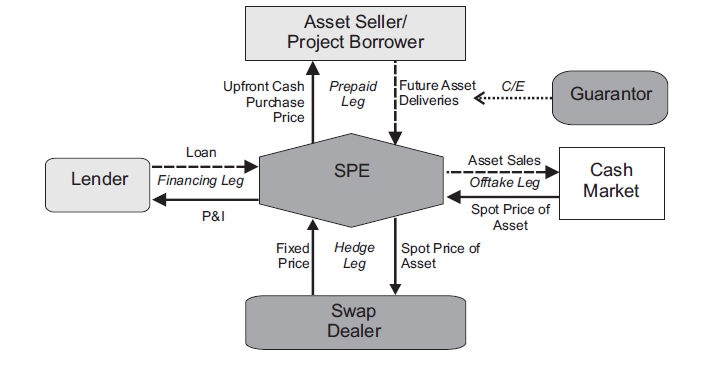 Asset Seller/
Project Borrower
Upfront Cash
Purchase
Price
Prepaid
Leg
Future Asset
Deliveries
C/E
Guarantor
Loan
Lender
Financing Leg
P&I
SPE
Asset Sales
Offtake Leg
Spot Price of
Asset
Cash
Market
Fixed
Price
Hedge
Leg
Spot Price of
Asset
Swap
Dealer